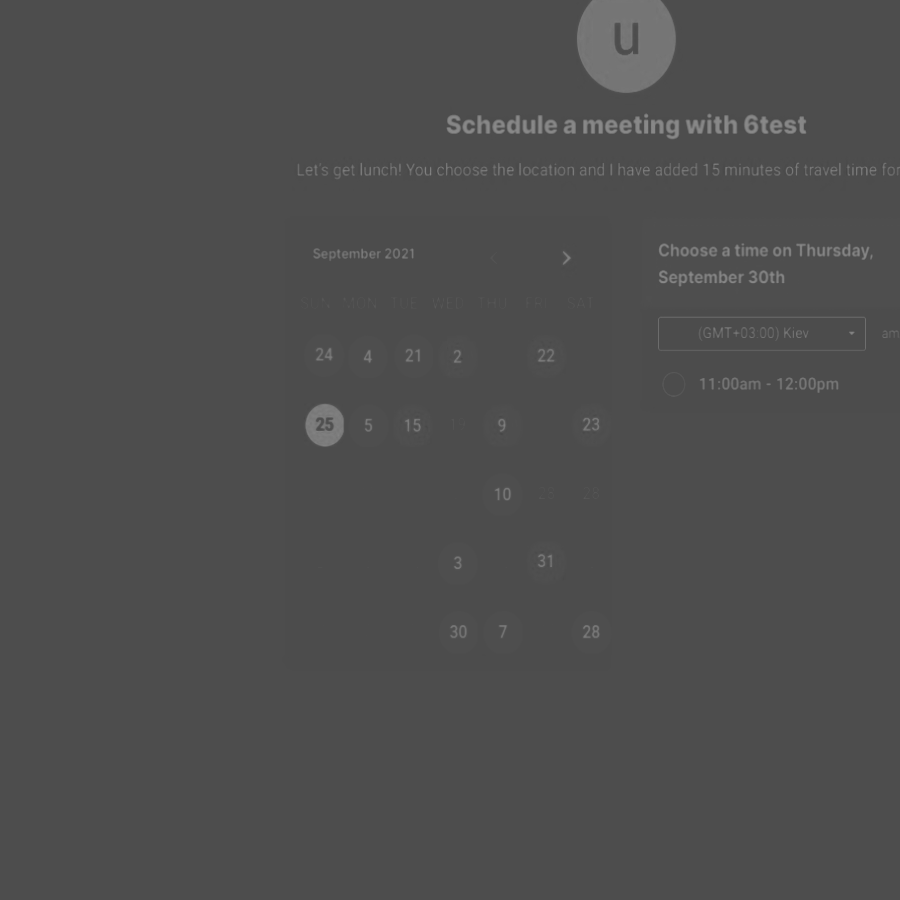 u
Schedule a meeting with 6test
Let's get lunch! You choose the location and I have added 15 minutes of travel time for
September 2021
SUN MON TUE WED THU FRI SAT
24 4 21 2 22
25 5 15 9 23
10 28
3 31
30 7 28
Choose a time on Thursday,
September 30th
(GMT+03:00) Kiev am
11:00am - 12:00pm